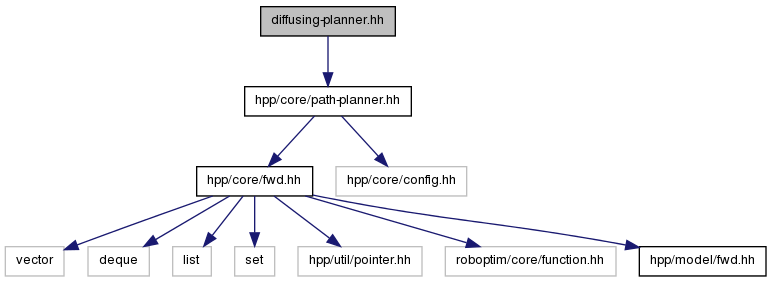 diffusing-planner.hh
hpp/core/path-planner.hh
hpp/core/fwd.hh
hpp/core/config.hh
vector
deque
list
set
hpp/util/pointer.hh
roboptim/core/function.hh
hpp/model/fwd.hh